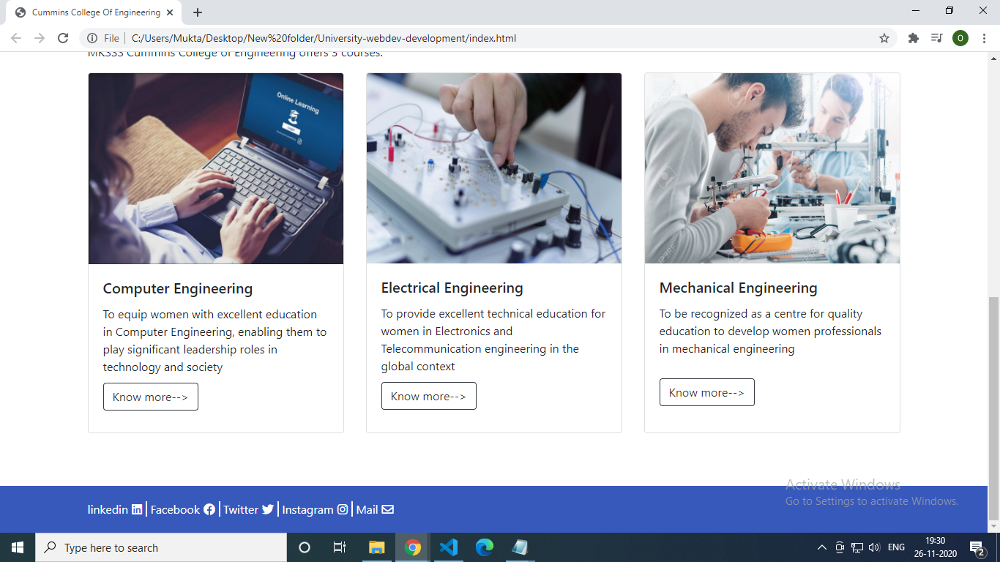 Cummins College Of Engineering
File
C:/Users/Mukta/Desktop/New%20folder/University-webdev-development/index.html
O
MKSSS Cummins College of Engineering offers 3 courses.
Online Learning
Login
123RF
Computer Engineering
To equip women with excellent education
in Computer Engineering, enabling them to
play significant leadership roles in
technology and society
Know more-->
Electrical Engineering
To provide excellent technical education for
women in Electronics and
Telecommunication engineering in the
global context
Know more-->
Mechanical Engineering
To be recognized as a centre for quality
education to develop women professionals
in mechanical engineering
Know more-->
Activate Windows
Go to Settings to activate Windows.
linkedin | Facebook | Twitter | Instagram | Mail
Type here to search
ENG
19:30
26-11-2020
2